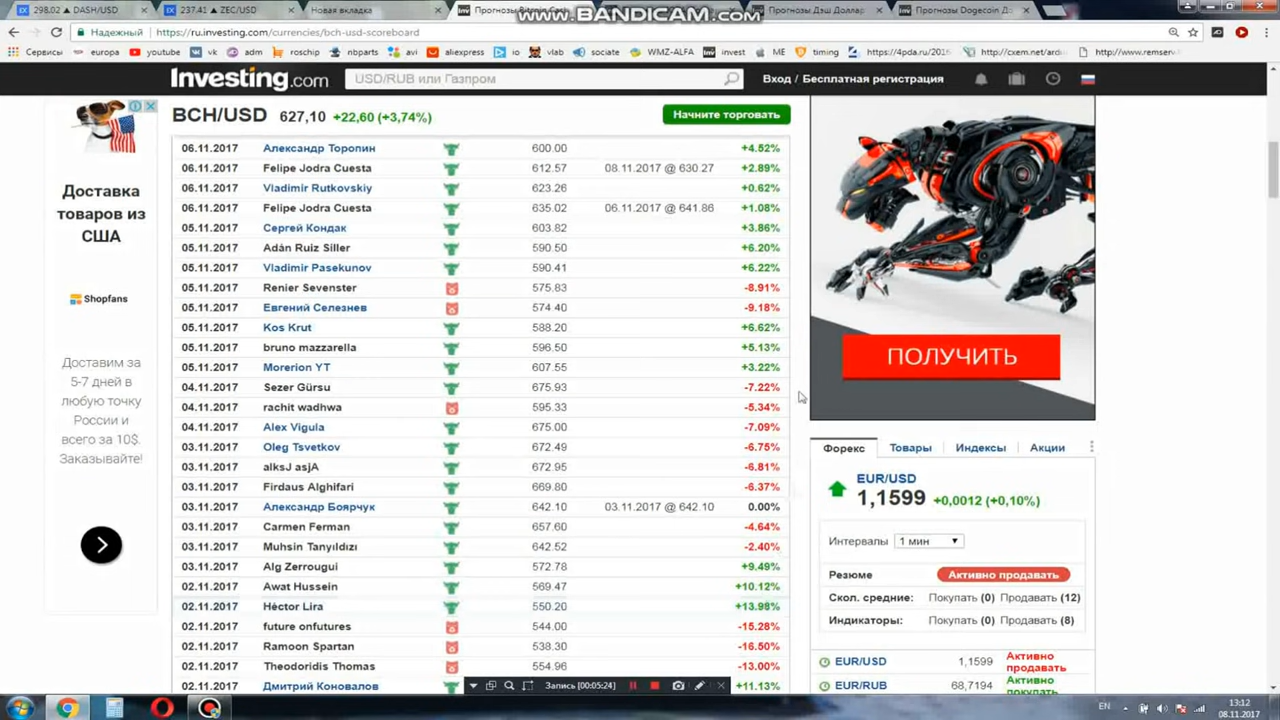 298.02 ▲ DASH/USD
237.41 ▲ ZEC/USD
Новая вкладка
Прогнозы Bitcoin Cash
Прогнозы Дэш Доллар
Прогнозы Dogecoin До
www.BANDICAM.com
Надежный
https://ru.investing.com/currencies/bch-usd-scoreboard
Сервисы
europa
youtube
vk
adm
roschip
nbparts
avi
aliexpress
io
vlab
sociate
WMZ-ALFA
invest
ME
timing
https://4pda.ru/2016
http://cxem.net/ard
http://www.remser
Investing.com
USD/RUB или Газпром
Вход / Бесплатная регистрация
BCH/USD 627,10 +22,60 (+3,74%)
Начните торговать
06.11.2017 Александр Торопин 600.00 +4.52%
06.11.2017 Felipe Jodra Cuesta 612.57 08.11.2017 @ 630.27 +2.89%
06.11.2017 Vladimir Rutkovskiy 623.26 +0.62%
06.11.2017 Felipe Jodra Cuesta 635.02 06.11.2017 @ 641.86 +1.08%
05.11.2017 Сергей Кондак 603.82 +3.86%
05.11.2017 Adán Ruiz Siller 590.50 +6.20%
05.11.2017 Vladimir Pasekunov 590.41 +6.22%
05.11.2017 Renier Sevenster 575.83 -8.91%
05.11.2017 Евгений Селезнев 574.40 -9.18%
05.11.2017 Kos Krut 588.20 +6.62%
05.11.2017 bruno mazzarella 596.50 +5.13%
05.11.2017 Morerion YT 607.55 +3.22%
04.11.2017 Sezer Gürsu 675.93 -7.22%
04.11.2017 rachit wadhwa 595.33 -5.34%
04.11.2017 Alex Vigula 675.00 -7.09%
03.11.2017 Oleg Tsvetkov 672.49 -6.75%
03.11.2017 alksJ asjA 672.95 -6.81%
03.11.2017 Firdaus Alghifari 669.80 -6.37%
03.11.2017 Александр Боярчук 642.10 03.11.2017 @ 642.10 0.00%
03.11.2017 Carmen Ferman 657.60 -4.64%
03.11.2017 Muhsin Tanyıldızı 642.52 -2.40%
03.11.2017 Alg Zerrougui 572.78 +9.49%
02.11.2017 Awat Hussein 569.47 +10.12%
02.11.2017 Héctor Lira 550.20 +13.98%
02.11.2017 future onfutures 544.00 -15.28%
02.11.2017 Ramoon Spartan 538.30 -16.50%
02.11.2017 Theodoridis Thomas 554.96 -13.00%
02.11.2017 Дмитрий Коновалов +11.13%
Запись [00:05:24]
Доставка
товаров из
США
Shopfans
Доставим за
5-7 дней в
любую точку
России и
всего за 10$.
Заказывайте!
ПОЛУЧИТЬ
Форекс
Товары
Индексы
Акции
EUR/USD
1,1599 +0,0012 (+0,10%)
Интервалы 1 мин
Резюме Активно продавать
Скол. средние: Покупать (0) Продавать (12)
Индикаторы: Покупать (0) Продавать (8)
EUR/USD 1,1599 Активно
продавать
EUR/RUB 68,7194 Активно
покупать
EN
13:12
08.11.2017